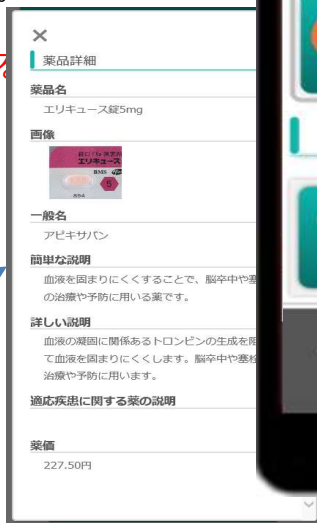 薬品詳細
薬品名
エリキュース錠5mg
画像
エリキュース
BMS
5
894
一般名
アピキサバン
簡単な説明
血液を固まりにくくすることで、脳卒中や塞
の治療や予防に用いる薬です。
詳しい説明
血液の凝固に関係あるトロンビンの生成を阻
て血液を固まりにくくします。脳卒中や塞栓
治療や予防に用います。
適応疾患に関する薬の説明
薬価
227.50円